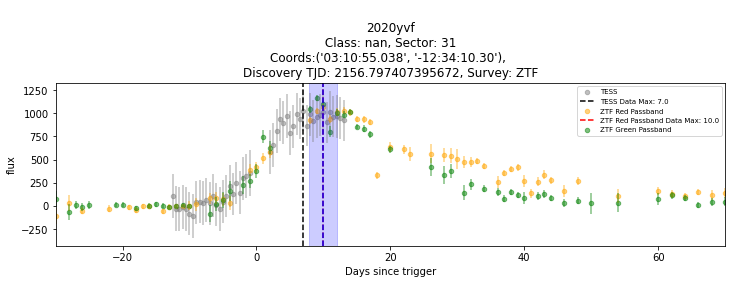 2020yvf
Class: nan, Sector: 31
Coords:('03:10:55.038', '-12:34:10.30'),
Discovery TJD: 2156.797407395672, Survey: ZTF
1250
1000
750
500
250
0
−250
flux
TESS
TESS Data Max: 7.0
ZTF Red Passband
ZTF Red Passband Data Max: 10.0
ZTF Green Passband
−20
0
20
40
60
Days since trigger